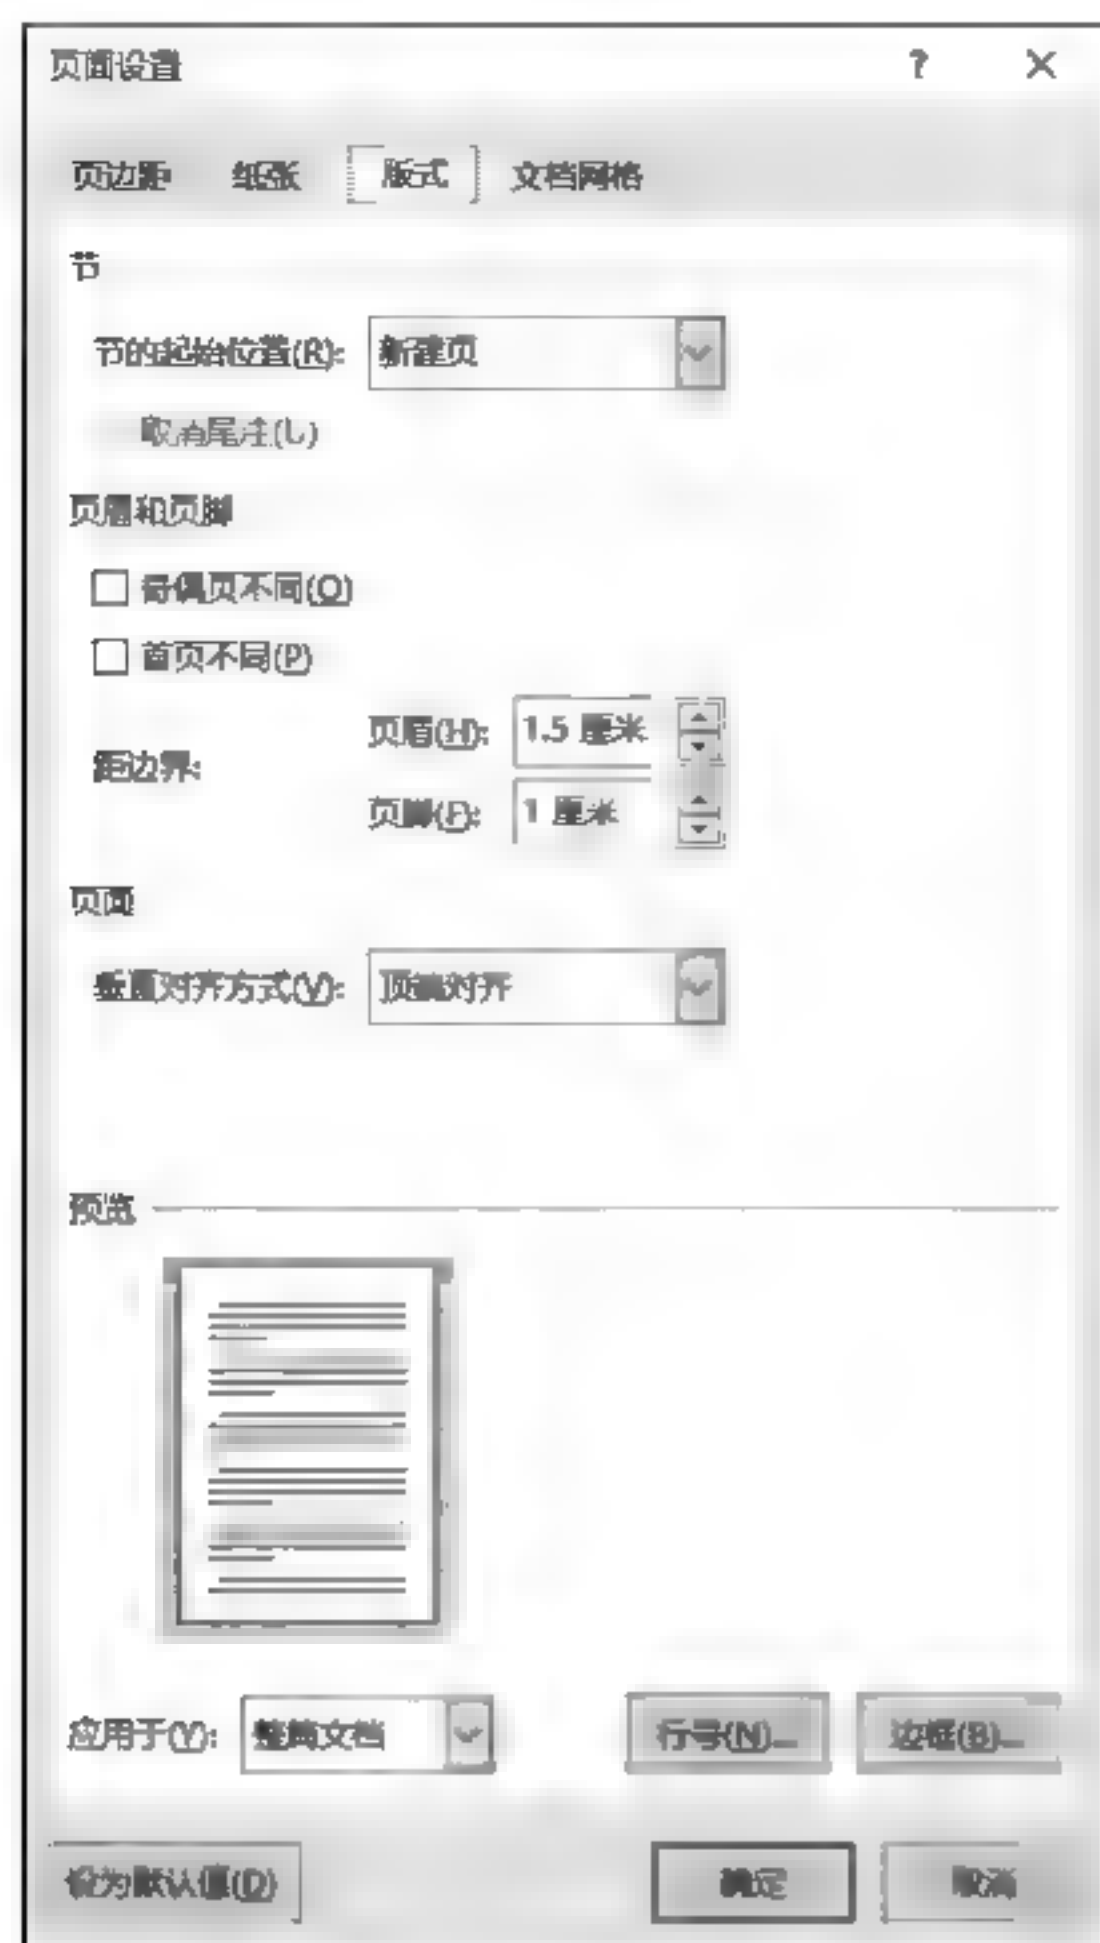 页面设置
页边距 纸张 版式 文档网格
节
节的起始位置(R): 新建页
取消尾注(U)
页眉和页脚
奇偶页不同(O)
首页不同(P)
距边界:
页眉(H): 1.5 厘米
页脚(F): 1 厘米
页面
垂直对齐方式(V): 顶端对齐
预览
应用于(Y): 整篇文档 行号(N)... 边框(B)...
设为默认值(D) 确定 取消